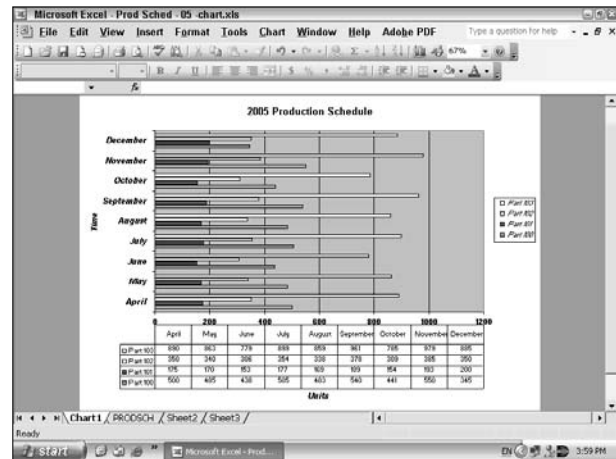 Microsoft Excel - Prod Sched - 05 -chart.xls
File Edit View Insert Format Tools Chart Window Help Adobe PDF Type a question for help
67%
fx
2005 Production Schedule
December
November
October
September
August
July
June
May
April
Time
Part 103
Part 102
Part 101
Part 100
0 200 400 600 800 1000 1200
April May June July August September October November December
Part 103 890 863 779 899 859 961 785 979 885
Part 102 350 340 306 354 338 378 309 385 350
Part 101 175 170 153 177 169 189 154 193 200
Part 100 500 485 438 505 483 540 441 550 345
Units
Chart1 / PRODSCH / Sheet2 / Sheet3 /
Ready
start Microsoft Excel - Prod... EN 3:59 PM